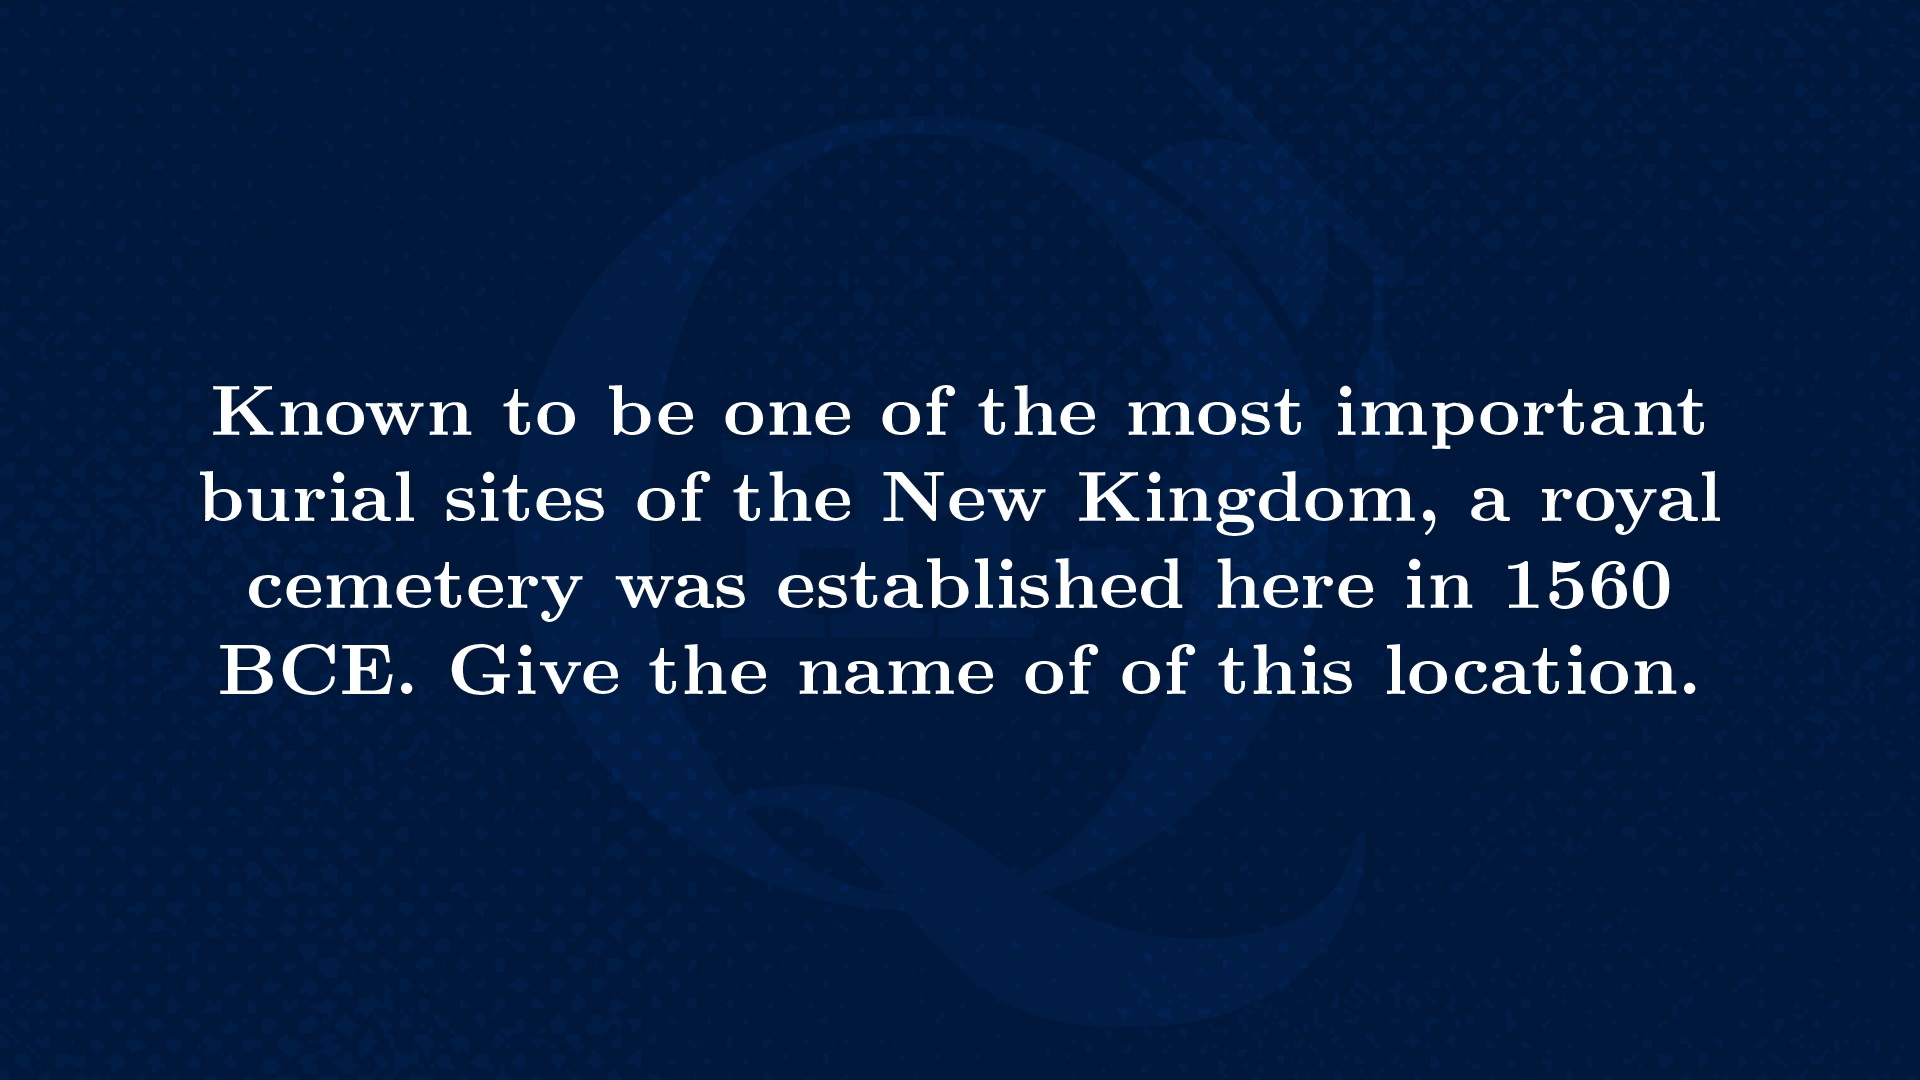 Known to be one of the most important
burial sites of the New Kingdom, a royal
cemetery was established here in 1560
BCE. Give the name of of this location.